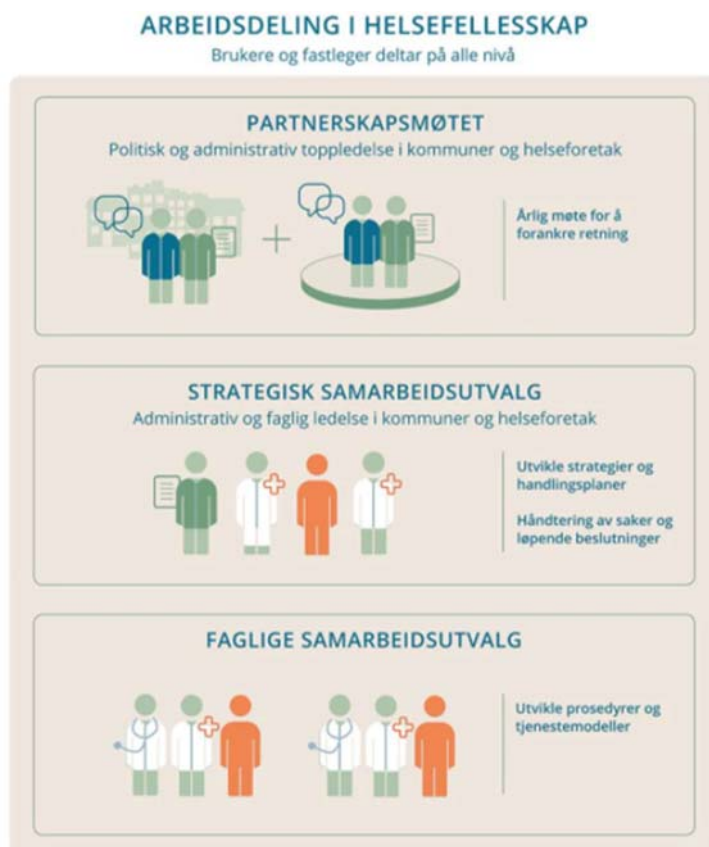 ARBEIDSDELING I HELSEFELLESSKAP
Brukere og fastleger deltar på alle nivå
PARTNERSKAPSMØTET
Politisk og administrativ toppledelse i kommuner og helseforetak
Årlig møte for å
forankre retning
STRATEGISK SAMARBEIDSUTVALG
Administrativ og faglig ledelse i kommuner og helseforetak
Utvikle strategier og
handlingsplaner
Håndtering av saker og
løpende beslutninger
FAGLIGE SAMARBEIDSUTVALG
Utvikle prosedyrer og
tjenestemodeller